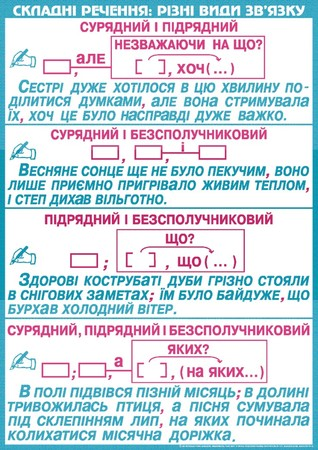 СКЛАДНІ РЕЧЕННЯ: РІЗНІ ВИДИ ЗВ'ЯЗКУ
СУРЯДНИЙ І ПІДРЯДНИЙ
НЕЗВАЖАЮЧИ НА ЩО?
, але [ ], хоч (...)
СЕСТРІ ДУЖЕ ХОТІЛОСЯ В ЦЮ ХВИЛИНУ ПО-
ДІЛИТИСЯ ДУМКАМИ, АЛЕ ВОНА СТРИМУВАЛА
ЇХ, ХОЧ ЦЕ БУЛО НАСПРАВДІ ДУЖЕ ВАЖКО.
СУРЯДНИЙ І БЕЗСПОЛУЧНИКОВИЙ
, і
ВЕСНЯНЕ СОНЦЕ ЩЕ НЕ БУЛО ПЕКУЧИМ, ВОНО
ЛИШЕ ПРИЄМНО ПРИГРІВАЛО ЖИВИМ ТЕПЛОМ,
І СТЕП ДИХАВ ВІЛЬГОТНО.
ПІДРЯДНИЙ І БЕЗСПОЛУЧНИКОВИЙ
ЩО?
; [ ], що (...)
ЗДОРОВІ КОСТРУБАТІ ДУБИ ГРІЗНО СТОЯЛИ
В СНІГОВИХ ЗАМЕТАХ; ЇМ БУЛО БАЙДУЖЕ, ЩО
БУРХАВ ХОЛОДНИЙ ВІТЕР.
СУРЯДНИЙ, ПІДРЯДНИЙ І БЕЗСПОЛУЧНИКОВИЙ
ЯКИХ?
; , а [ ], (на яких...)
В ПОЛІ ПІДВІВСЯ ПІЗНІЙ МІСЯЦЬ; В ДОЛИНІ
ТРИВОЖИЛАСЬ ПТИЦЯ, А ПІСНЯ СУМУВАЛА
ПІД СКЛЕПІННЯМ ЛИП, НА ЯКИХ ПОЧИНАЛА
КОЛИХАТИСЯ МІСЯЧНА ДОРІЖКА.